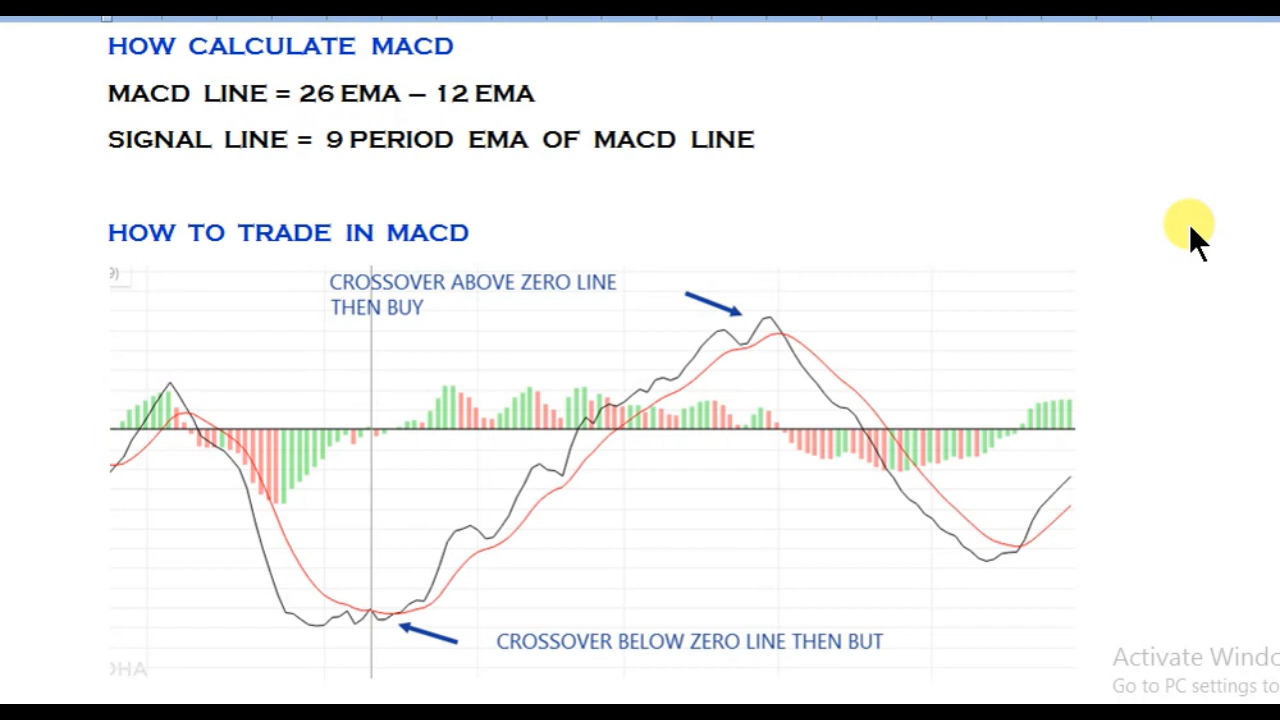 HOW CALCULATE MACD
MACD LINE = 26 EMA – 12 EMA
SIGNAL LINE = 9 PERIOD EMA OF MACD LINE
HOW TO TRADE IN MACD
9)
CROSSOVER ABOVE ZERO LINE
THEN BUY
CROSSOVER BELOW ZERO LINE THEN BUT
Activate
Go to PC settings to